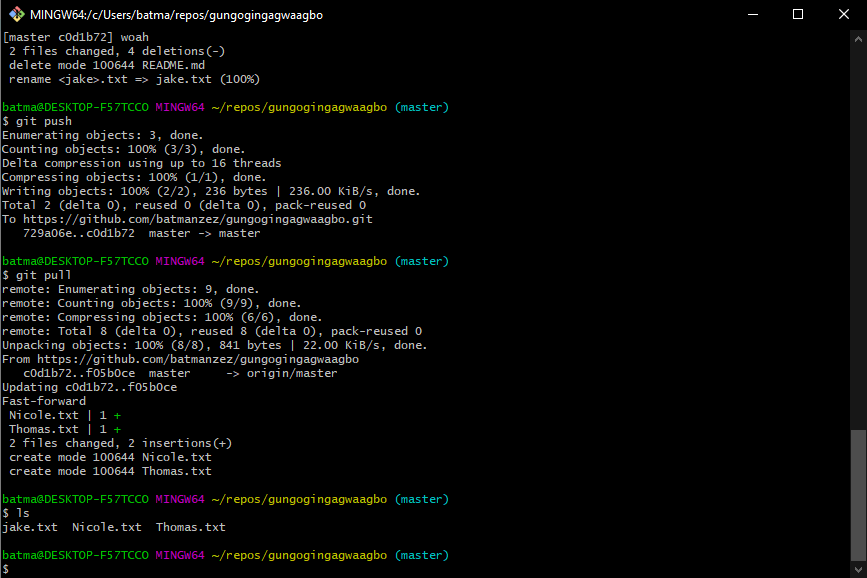 MINGW64:/c/Users/batma/repos/gungogingagwaagbo
[master c0d1b72] woah
 2 files changed, 4 deletions(-)
 delete mode 100644 README.md
 rename <jake>.txt => jake.txt (100%)
batma@DESKTOP-F57TCCO MINGW64 ~/repos/gungogingagwaagbo (master)
$ git push
Enumerating objects: 3, done.
Counting objects: 100% (3/3), done.
Delta compression using up to 16 threads
Compressing objects: 100% (1/1), done.
Writing objects: 100% (2/2), 236 bytes | 236.00 KiB/s, done.
Total 2 (delta 0), reused 0 (delta 0), pack-reused 0
To https://github.com/batmanzez/gungogingagwaagbo.git
   729a06e..c0d1b72  master -> master
batma@DESKTOP-F57TCCO MINGW64 ~/repos/gungogingagwaagbo (master)
$ git pull
remote: Enumerating objects: 9, done.
remote: Counting objects: 100% (9/9), done.
remote: Compressing objects: 100% (6/6), done.
remote: Total 8 (delta 0), reused 8 (delta 0), pack-reused 0
Unpacking objects: 100% (8/8), 841 bytes | 22.00 KiB/s, done.
From https://github.com/batmanzez/gungogingagwaagbo
   c0d1b72..f05b0ce  master     -> origin/master
Updating c0d1b72..f05b0ce
Fast-forward
 Nicole.txt | 1 +
 Thomas.txt | 1 +
 2 files changed, 2 insertions(+)
 create mode 100644 Nicole.txt
 create mode 100644 Thomas.txt
batma@DESKTOP-F57TCCO MINGW64 ~/repos/gungogingagwaagbo (master)
$ ls
jake.txt  Nicole.txt  Thomas.txt
batma@DESKTOP-F57TCCO MINGW64 ~/repos/gungogingagwaagbo (master)
$